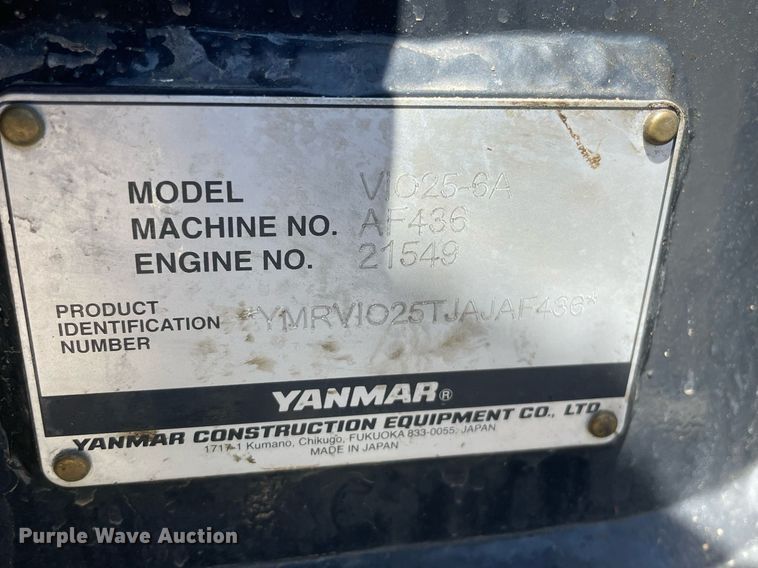 MODEL VIO25-6A
MACHINE NO. AF436
ENGINE NO. 21549
PRODUCT
IDENTIFICATION *YMRVIO25TJAJAF436*
NUMBER
YANMAR®
YANMAR CONSTRUCTION EQUIPMENT CO., LTD
1717-1 Kumano, Chikugo, FUKUOKA 833-0055, JAPAN
MADE IN JAPAN
Purple Wave Auction